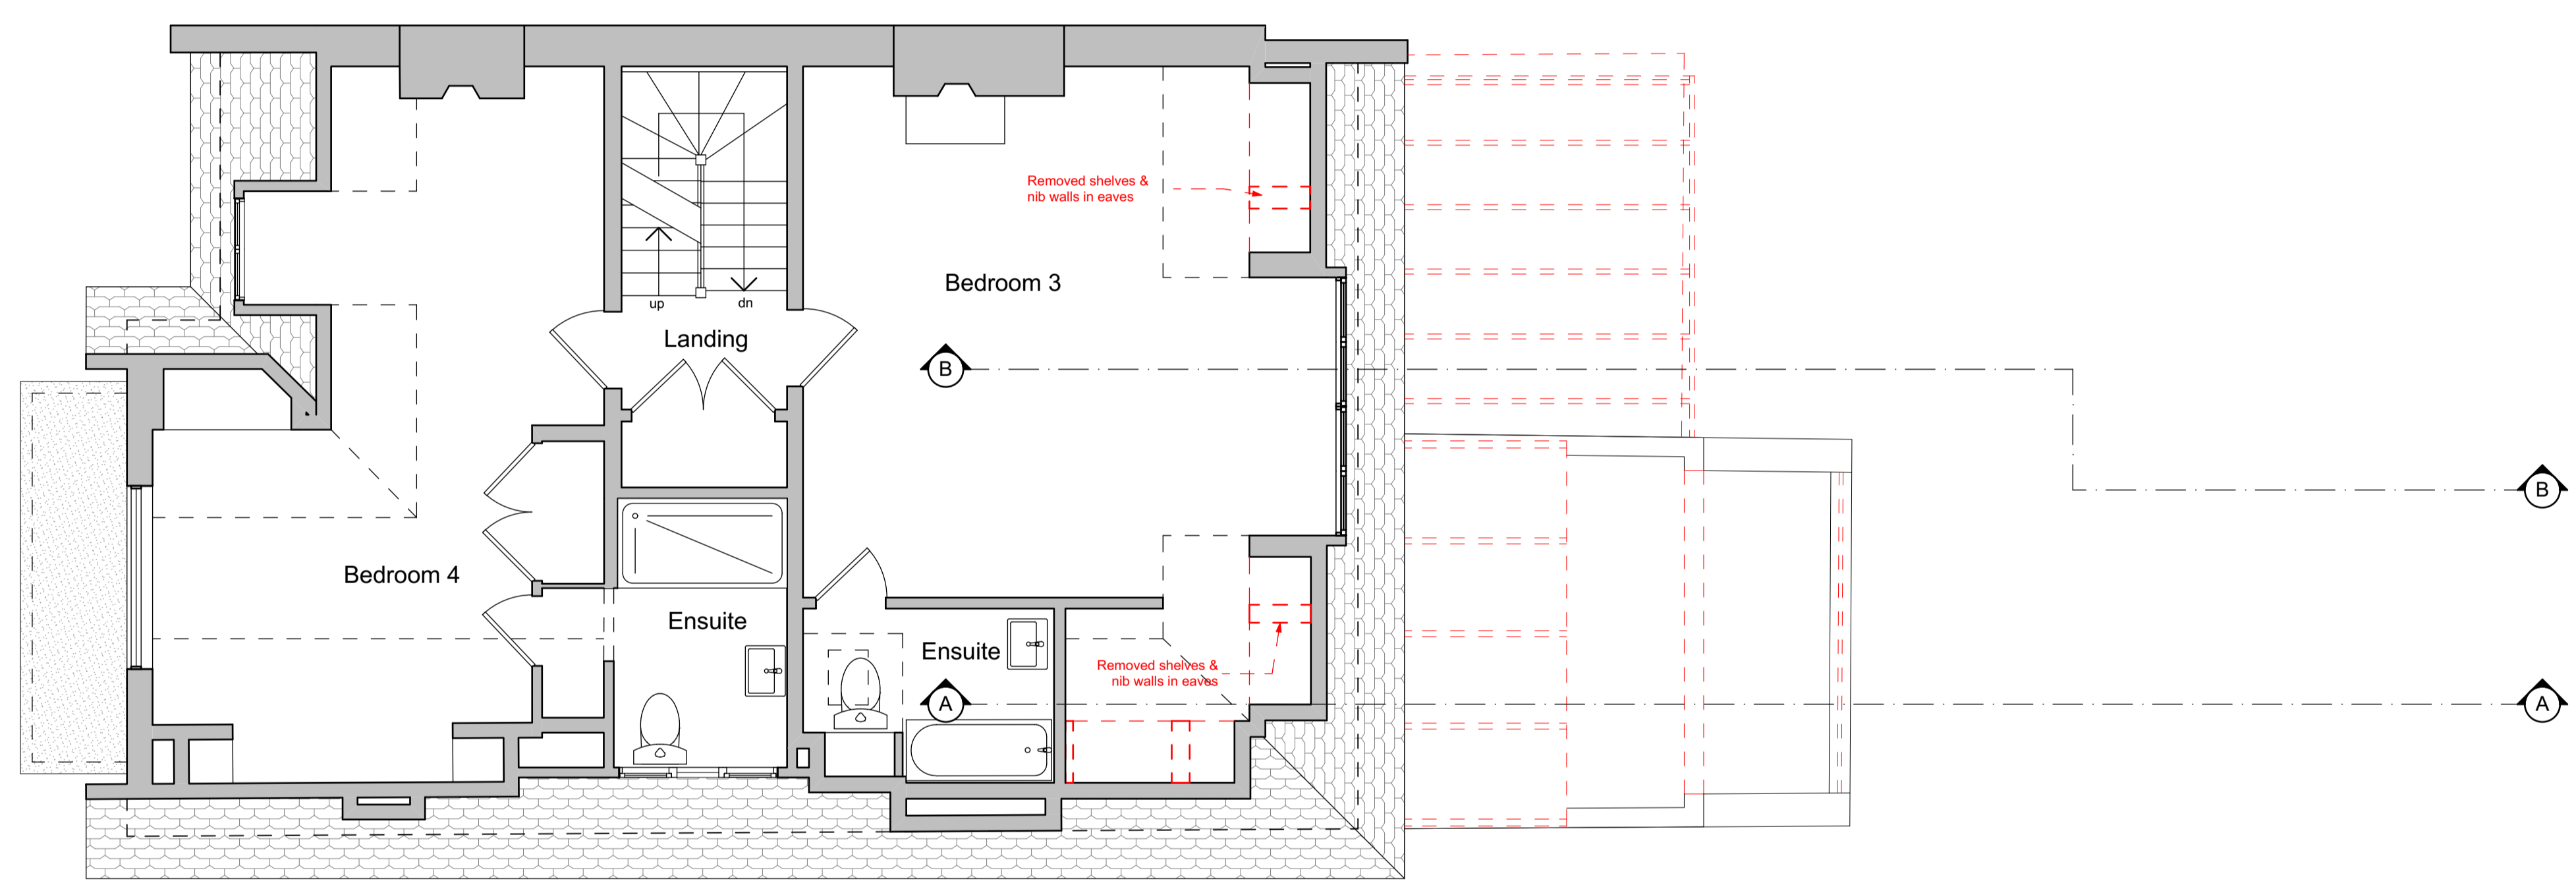 Removed shelves &
nib walls in eaves
Bedroom 3
up
dn
Landing
B
B
Bedroom 4
Ensuite
Ensuite
Removed shelves &
nib walls in eaves
A
A